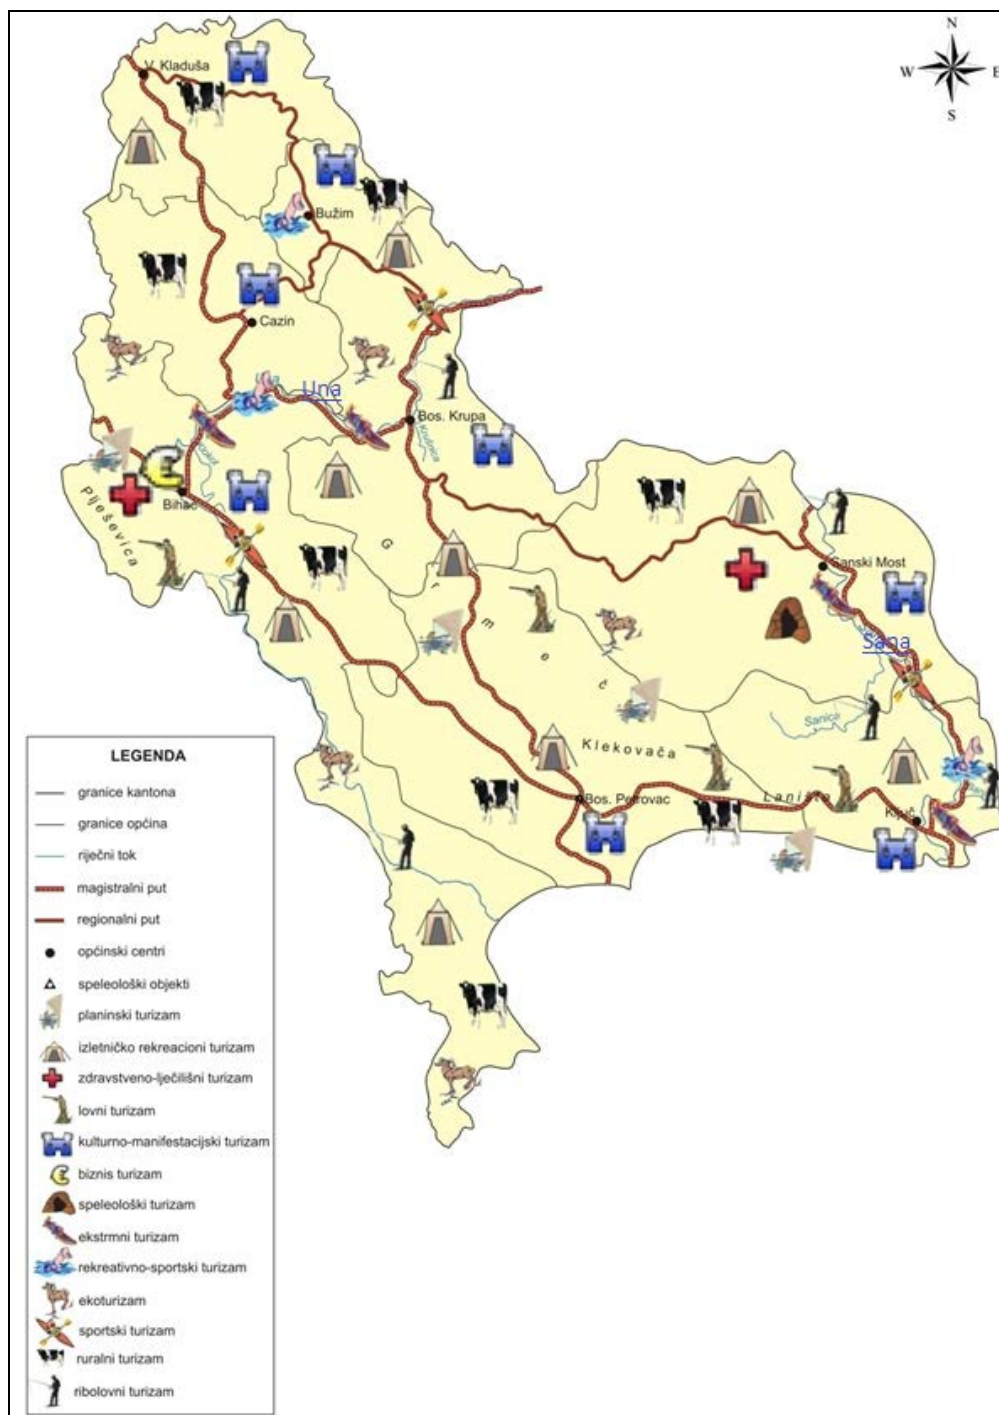 N
W
E
S
V. Kladuša
Bužim
Cazin
Una
Bos. Krupa
Krušnica
Plješevica
Bihać
Grmeč
Sanski Most
Sana
Sanica
Klekovača
Bos. Petrovac
Laništa
Ključ
LEGENDA
granice kantona
granice općina
riječni tok
magistralni put
regionalni put
općinski centri
speleološki objekti
planinski turizam
izletničko rekreacioni turizam
zdravstveno-lječilišni turizam
lovni turizam
kulturno-manifestacijski turizam
biznis turizam
speleološki turizam
ekstrmni turizam
rekreativno-sportski turizam
ekoturizam
sportski turizam
ruralni turizam
ribolovni turizam